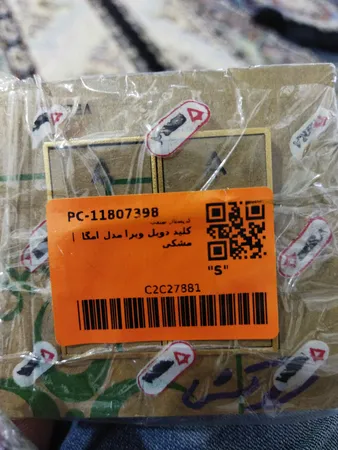 PC-11807398
کلید دوبل ویرا مدل امگا |
مشکی
"S"
C2C27881